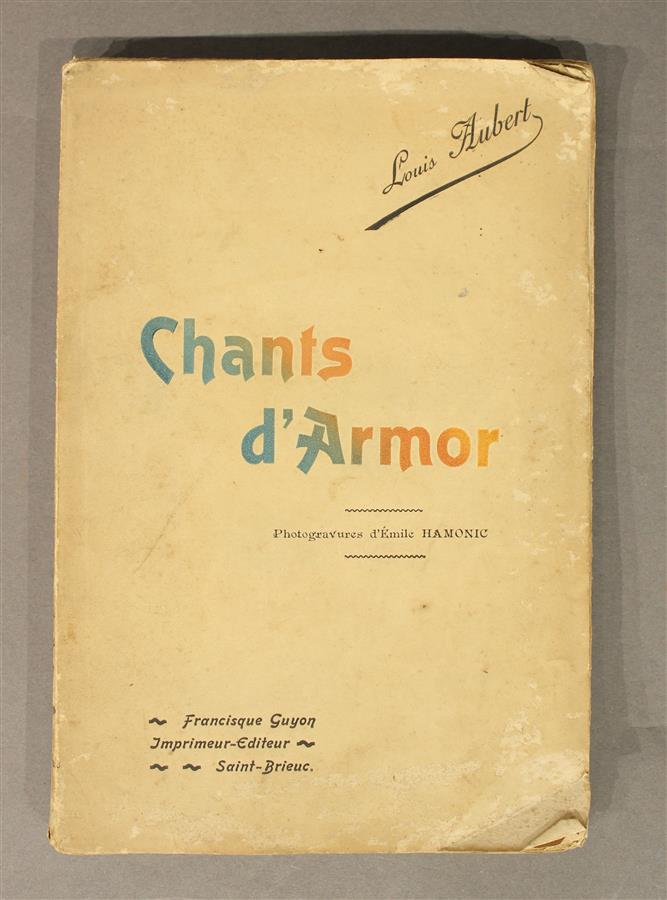 Louis Aubert
Chants
d'Armor
Photogravures d'Émile HAMONIC
~ Francisque Guyon
Imprimeur-Editeur ~
~ ~ Saint-Brieuc.